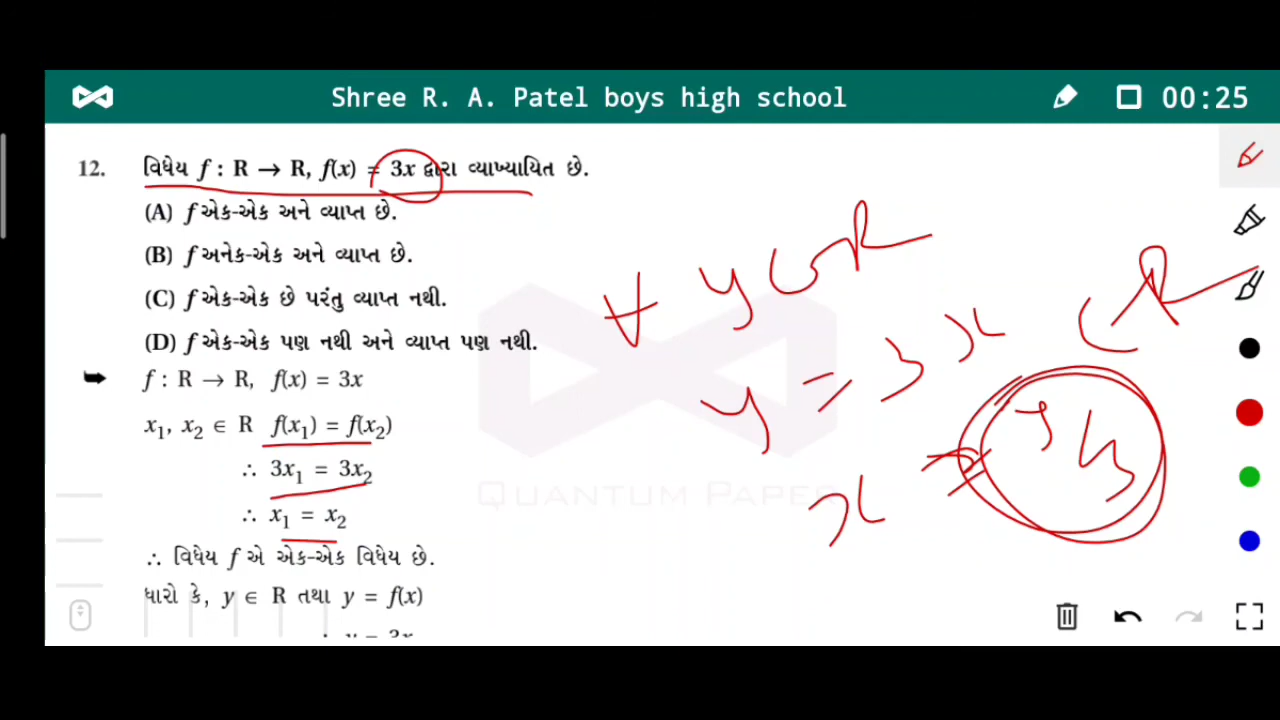 Shree R. A. Patel boys high school
00:25
12. વિધેય f : R → R, f(x) = 3x દ્વારા વ્યાખ્યાયિત છે.
(A) f એક-એક અને વ્યાપ્ત છે.
(B) f અનેક-એક અને વ્યાપ્ત છે.
(C) f એક-એક છે પરંતુ વ્યાપ્ત નથી.
(D) f એક-એક પણ નથી અને વ્યાપ્ત પણ નથી.
f : R → R, f(x) = 3x
x₁, x₂ ∈ R f(x₁) = f(x₂)
∴ 3x₁ = 3x₂
∴ x₁ = x₂
∴ વિધેય f એ એક-એક વિધેય છે.
ધારો કે, y ∈ R તથા y = f(x)
∀ y ∈ R
y = 3x
x = y/3 ∈ R
QUANTUM PAPER